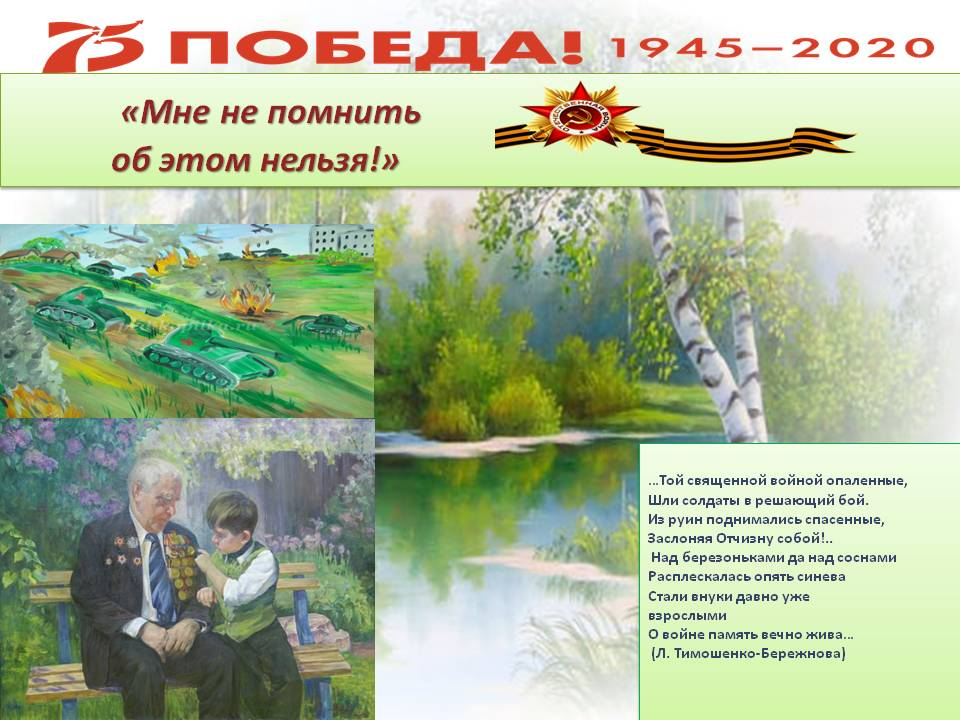 75 ПОБЕДА! 1945–2020
«Мне не помнить
об этом нельзя!»
ОТЕЧЕСТВЕННАЯ ВОЙНА
...Той священной войной опаленные,
Шли солдаты в решающий бой.
Из руин поднимались спасенные,
Заслоняя Отчизну собой!..
Над березоньками да над соснами
Расплескалась опять синева
Стали внуки давно уже
взрослыми
О войне память вечно жива...
(Л. Тимошенко-Бережнова)